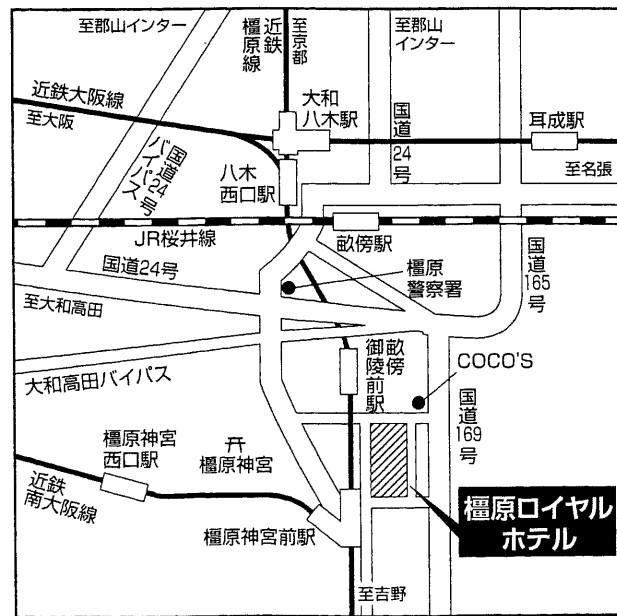 至郡山インター
近鉄
橿原線
至京都
至郡山
インター
近鉄大阪線
至大阪
大和
八木駅
国道24号
耳成駅
国道24号
バイパス
八木
西口駅
至名張
JR桜井線
畝傍駅
国道24号
橿原
警察署
国道165号
至大和高田
畝傍
御陵前駅
COCO'S
大和高田バイパス
国道169号
橿原神宮
西口駅
橿原神宮
近鉄
南大阪線
橿原神宮前駅
橿原ロイヤル
ホテル
至吉野